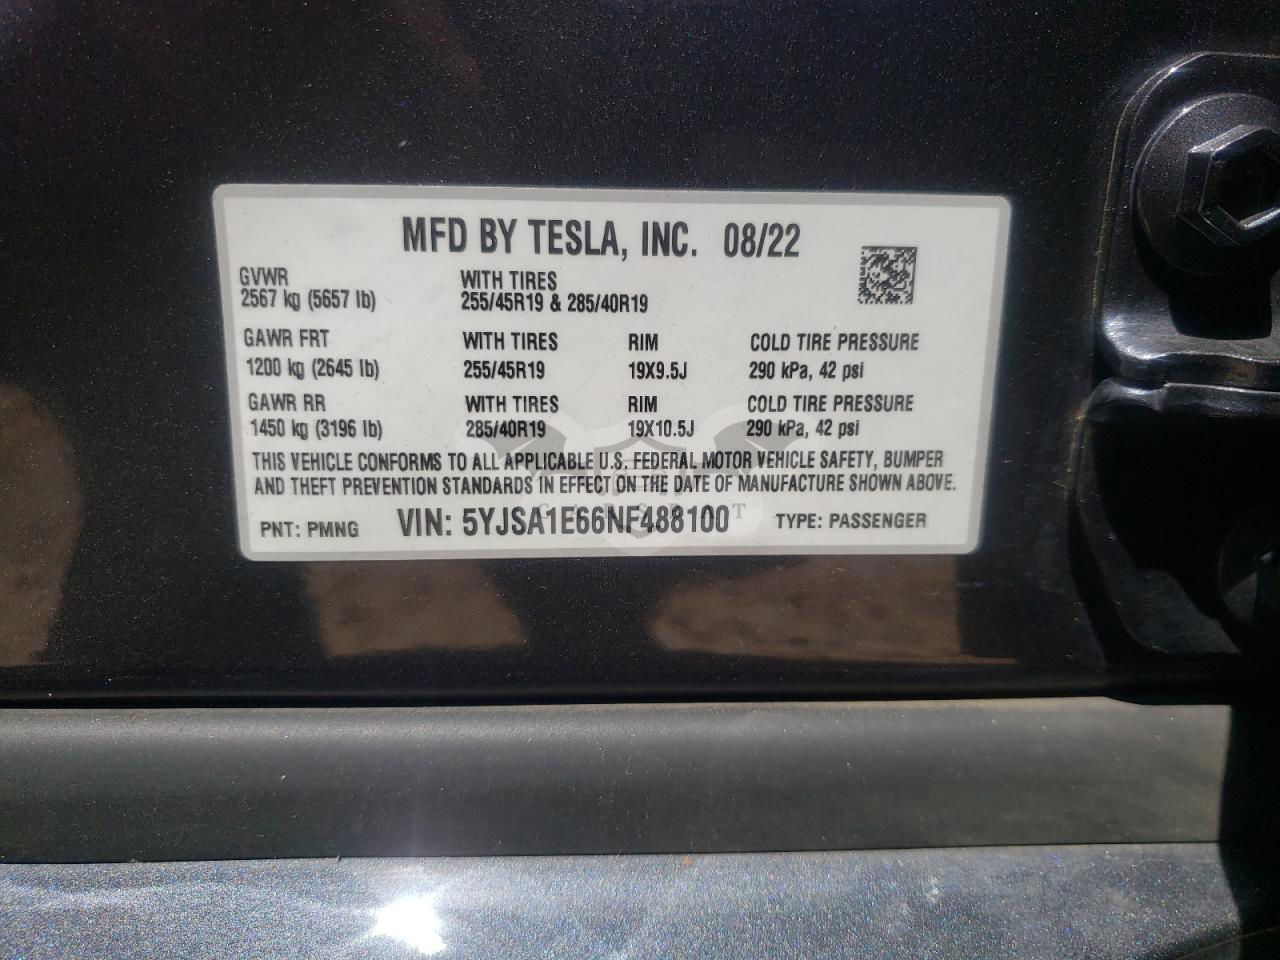 MFD BY TESLA, INC. 08/22
GVWR WITH TIRES
2567 kg (5657 lb) 255/45R19 & 285/40R19
GAWR FRT WITH TIRES RIM COLD TIRE PRESSURE
1200 kg (2645 lb) 255/45R19 19X9.5J 290 kPa, 42 psi
GAWR RR WITH TIRES RIM COLD TIRE PRESSURE
1450 kg (3196 lb) 285/40R19 19X10.5J 290 kPa, 42 psi
THIS VEHICLE CONFORMS TO ALL APPLICABLE U.S. FEDERAL MOTOR VEHICLE SAFETY, BUMPER
AND THEFT PREVENTION STANDARDS IN EFFECT ON THE DATE OF MANUFACTURE SHOWN ABOVE.
PNT: PMNG VIN: 5YJSA1E66NF488100 TYPE: PASSENGER